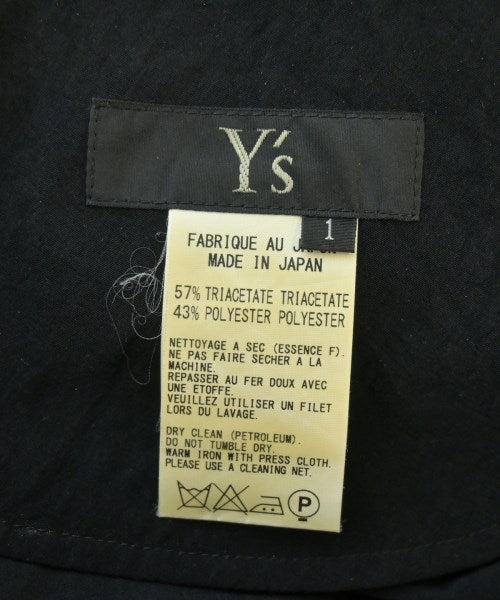 Y's
1
FABRIQUE AU JAPON
MADE IN JAPAN
57% TRIACETATE TRIACETATE
43% POLYESTER POLYESTER
NETTOYAGE A SEC (ESSENCE F).
NE PAS FAIRE SECHER A LA
MACHINE.
REPASSER AU FER DOUX AVEC
UNE ETOFFE.
VEUILLEZ UTILISER UN FILET
LORS DU LAVAGE.
DRY CLEAN (PETROLEUM).
DO NOT TUMBLE DRY.
WARM IRON WITH PRESS CLOTH.
PLEASE USE A CLEANING NET.
P